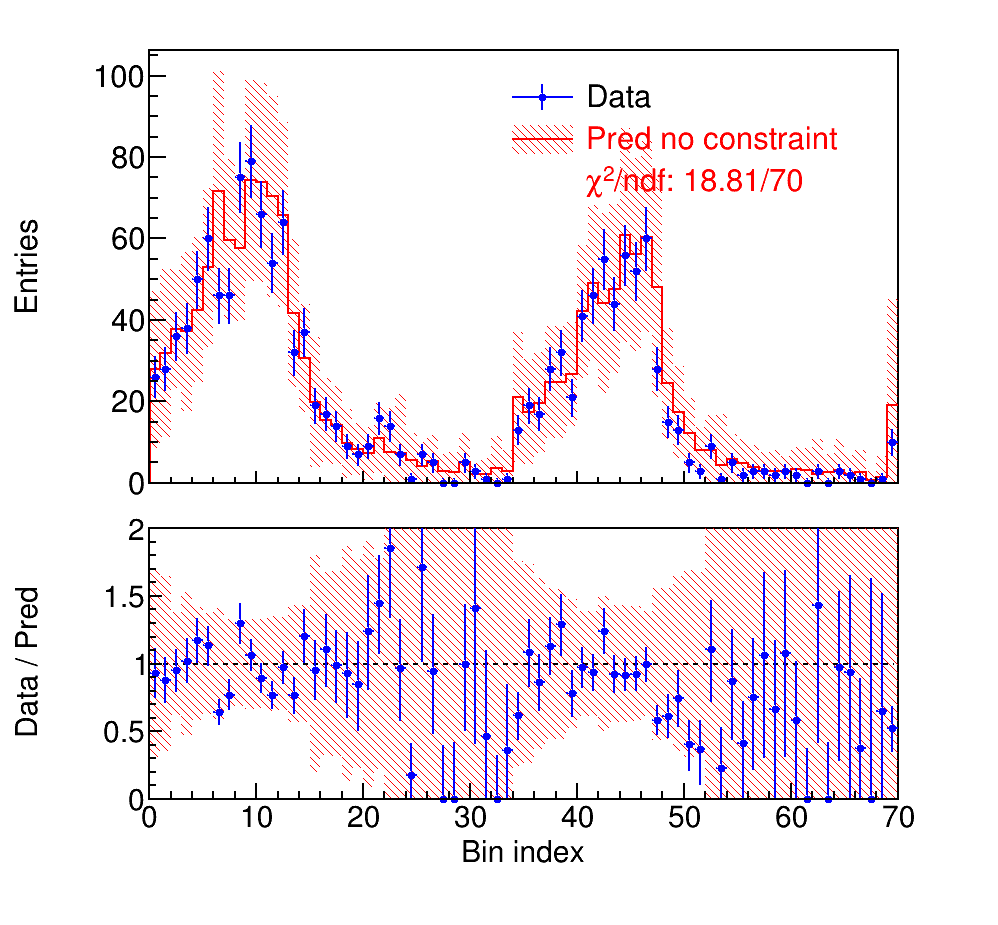 Entries
100
80
60
40
20
0
Data
Pred no constraint
χ²/ndf: 18.81/70
Data / Pred
2
1.5
1
0.5
0
0 10 20 30 40 50 60 70
Bin index